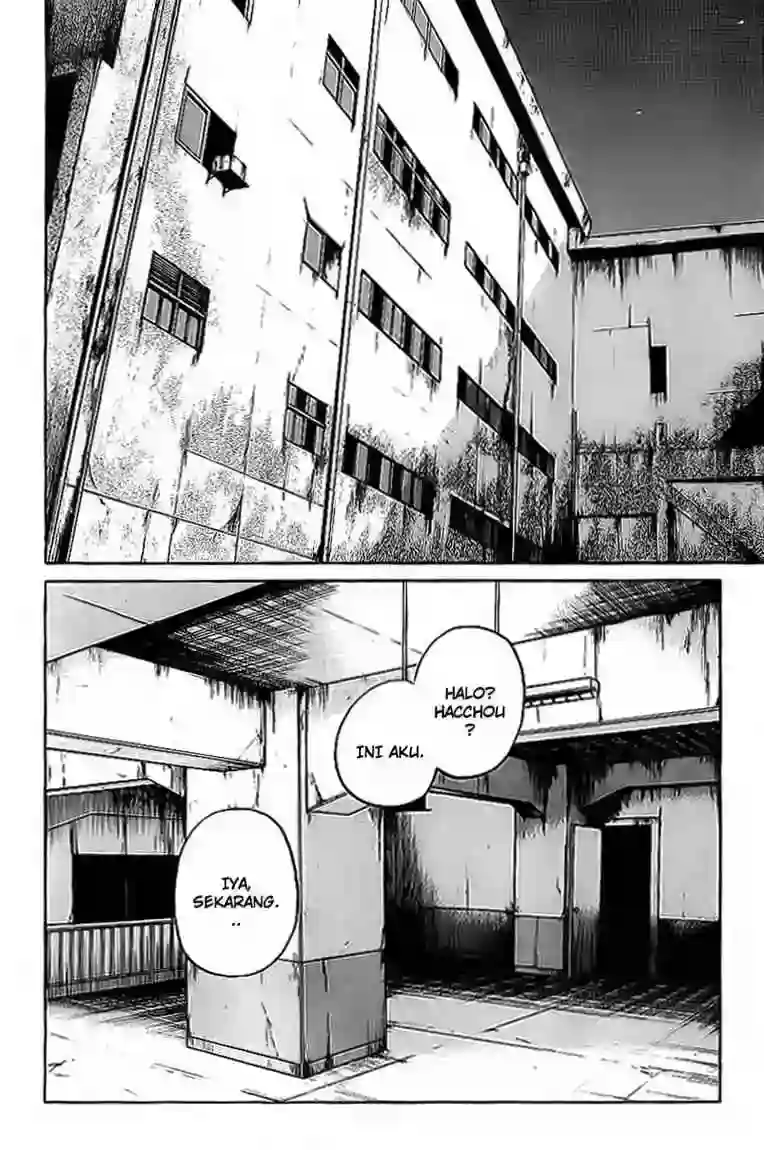 HALO?
HACCHOU
?
INI AKU.
IYA,
SEKARANG.
..